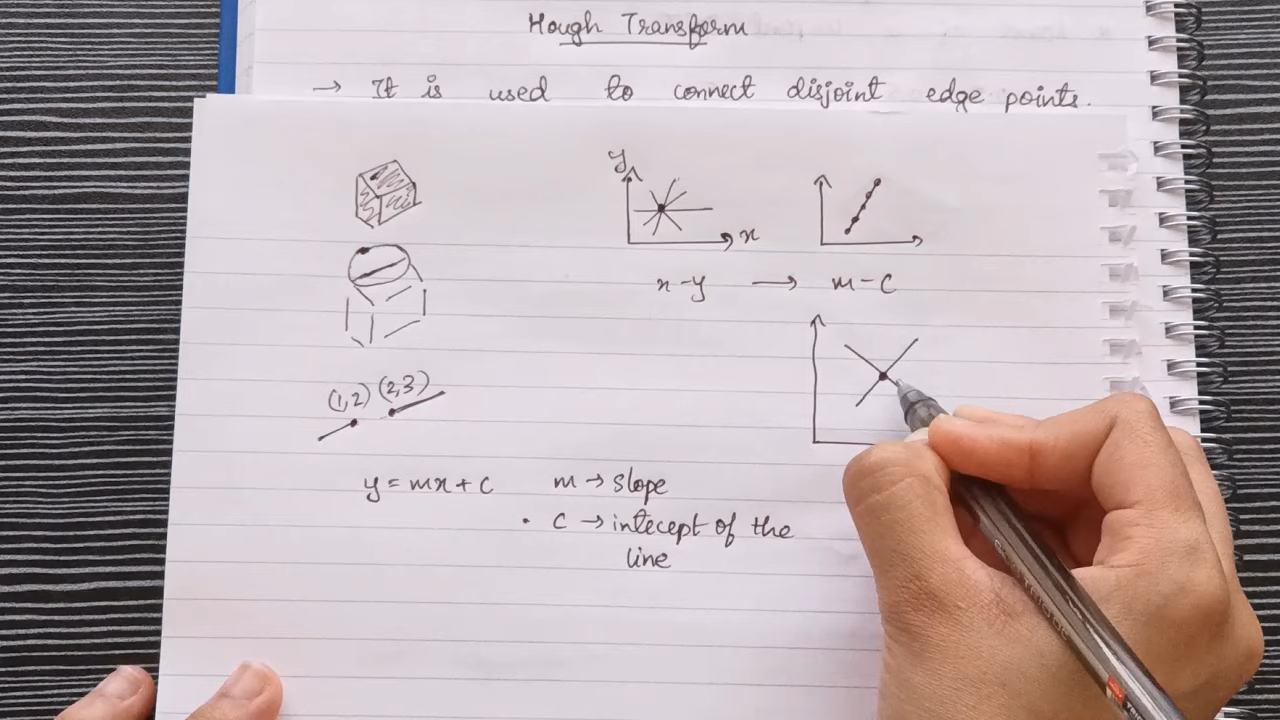 Hough Transform
→ It is used to connect disjoint edge points.
y
x
x-y → m-c
(1,2) (2,3)
y = mx + c m → slope
. c → intecept of the
line